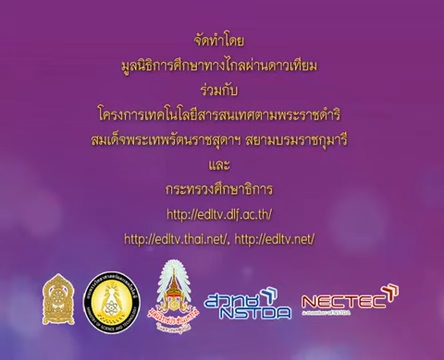 จัดทำโดย
มูลนิธิการศึกษาทางไกลผ่านดาวเทียม
ร่วมกับ
โครงการเทคโนโลยีสารสนเทศตามพระราชดำริ
สมเด็จพระเทพรัตนราชสุดาฯ สยามบรมราชกุมารี
และ
กระทรวงศึกษาธิการ
http://edltv.dlf.ac.th/
http://edltv.thai.net/, http://edltv.net/
สวทช NSTDA
NECTEC
a member of NSTDA